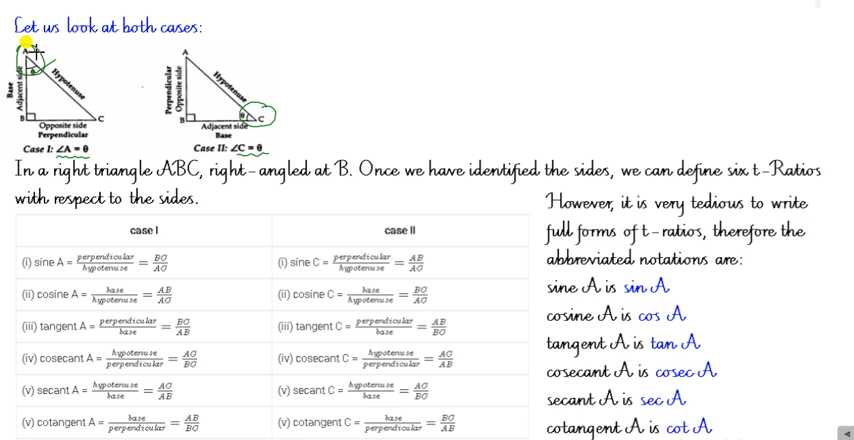 Let us look at both cases:
A
θ
Base
Adjacent side
Hypotenuse
B
C
Opposite side
Perpendicular
Case I: ∠A = θ
A
Perpendicular
Opposite side
Hypotenuse
θ
B
C
Adjacent side
Base
Case II: ∠C = θ
In a right triangle ABC, right-angled at B. Once we have identified the sides, we can define six t-Ratios
with respect to the sides.
case I
case II
(i) sine A = perpendicular/hypotenuse = BC/AC
(i) sine C = perpendicular/hypotenuse = AB/AC
(ii) cosine A = base/hypotenuse = AB/AC
(ii) cosine C = base/hypotenuse = BC/AC
(iii) tangent A = perpendicular/base = BC/AB
(iii) tangent C = perpendicular/base = AB/BC
(iv) cosecant A = hypotenuse/perpendicular = AC/BC
(iv) cosecant C = hypotenuse/perpendicular = AC/AB
(v) secant A = hypotenuse/base = AC/AB
(v) secant C = hypotenuse/base = AC/BC
(v) cotangent A = base/perpendicular = AB/BC
(v) cotangent C = base/perpendicular = BC/AB
However, it is very tedious to write
full forms of t-ratios, therefore the
abbreviated notations are:
sine A is sin A
cosine A is cos A
tangent A is tan A
cosecant A is cosec A
secant A is sec A
cotangent A is cot A